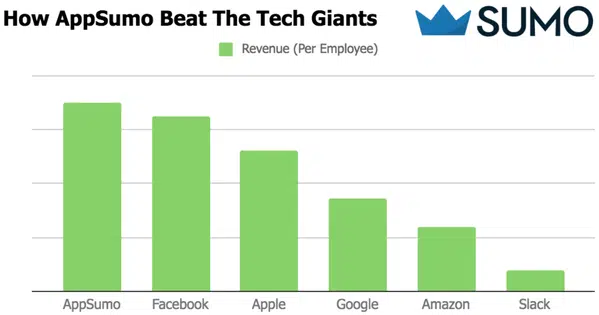 How AppSumo Beat The Tech Giants
SUMO
Revenue (Per Employee)
AppSumo Facebook Apple Google Amazon Slack